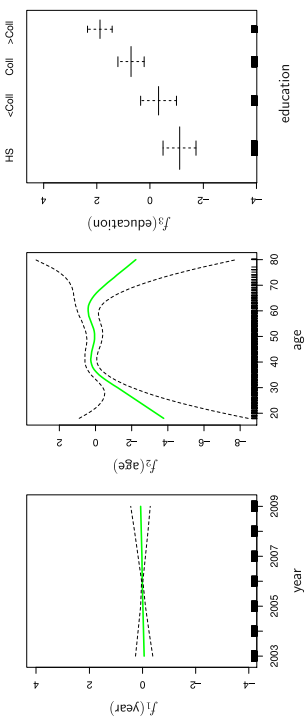 4
2
0
−2
−4
f₁(year)
2003 2005 2007 2009
year
2
0
−2
−4
−6
−8
f₂(age)
20 30 40 50 60 70 80
age
HS <Coll Coll >Coll
4
2
0
−2
−4
f₃(education)
education